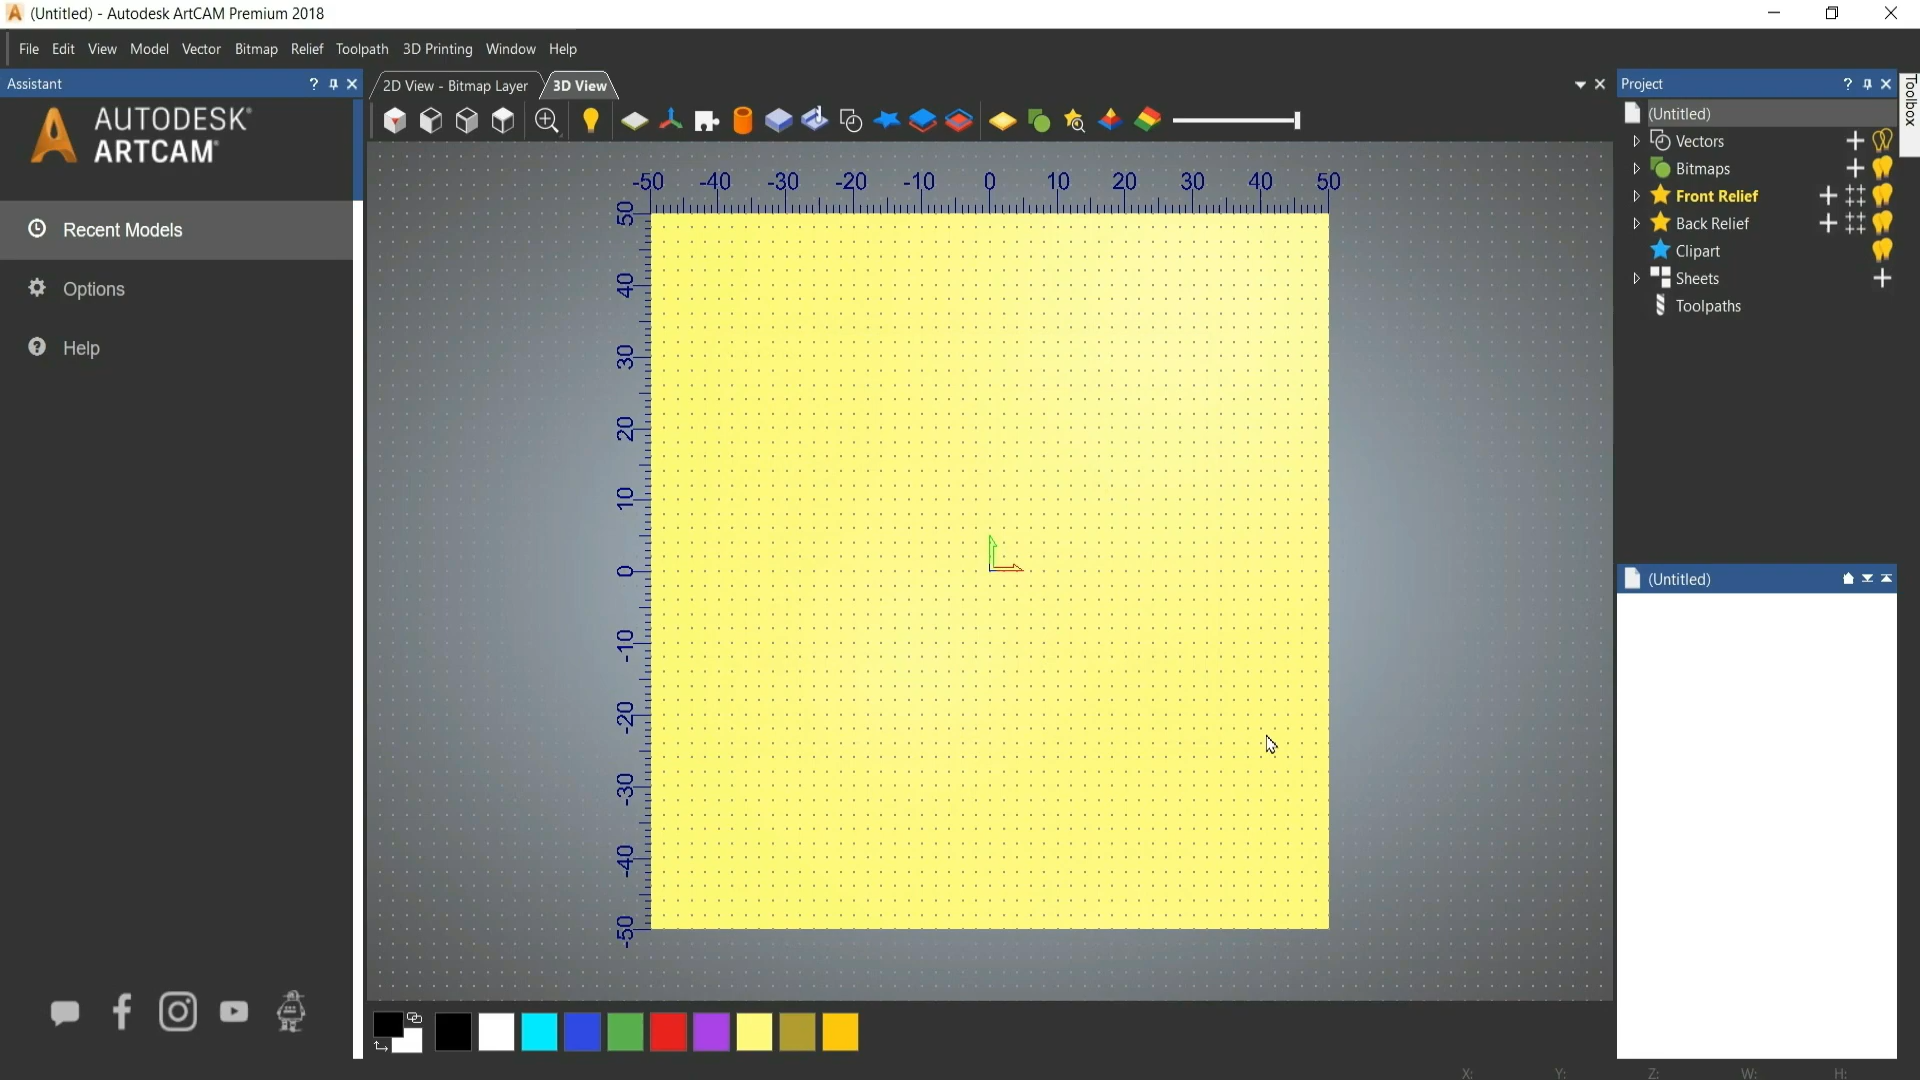 (Untitled) - Autodesk ArtCAM Premium 2018
File Edit View Model Vector Bitmap Relief Toolpath 3D Printing Window Help
Assistant
AUTODESK®
ARTCAM™
Recent Models
Options
Help
2D View - Bitmap Layer
3D View
-50 -40 -30 -20 -10 0 10 20 30 40 50
50
40
30
20
10
0
-10
-20
-30
-40
-50
Project
(Untitled)
Vectors
Bitmaps
Front Relief
Back Relief
Clipart
Sheets
Toolpaths
Toolbox
(Untitled)
X: Y: Z: W: H: